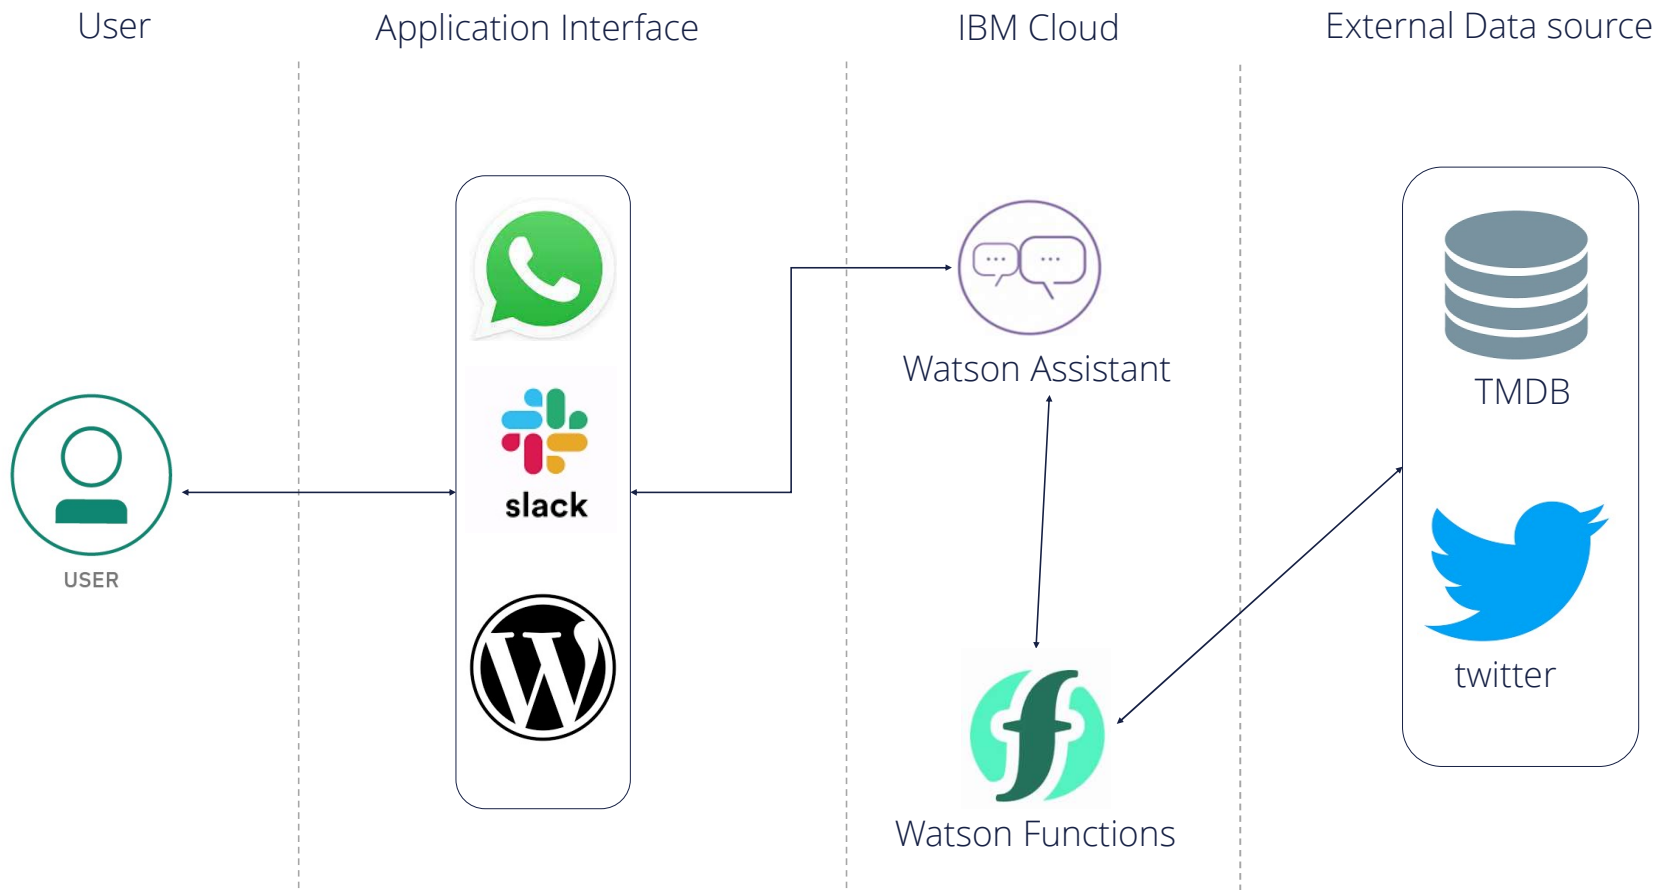 User
Application Interface
IBM Cloud
External Data source
USER
slack
Watson Assistant
Watson Functions
TMDB
twitter